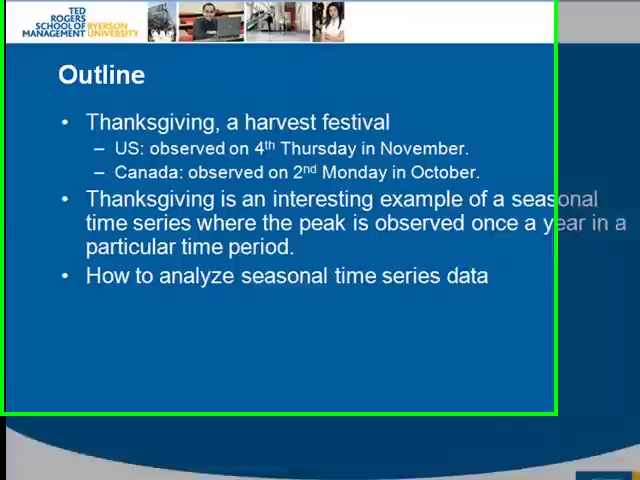 TED
ROGERS
SCHOOL OF
MANAGEMENT
RYERSON
UNIVERSITY
Outline
• Thanksgiving, a harvest festival
– US: observed on 4th Thursday in November.
– Canada: observed on 2nd Monday in October.
• Thanksgiving is an interesting example of a seasonal
time series where the peak is observed once a year in a
particular time period.
• How to analyze seasonal time series data